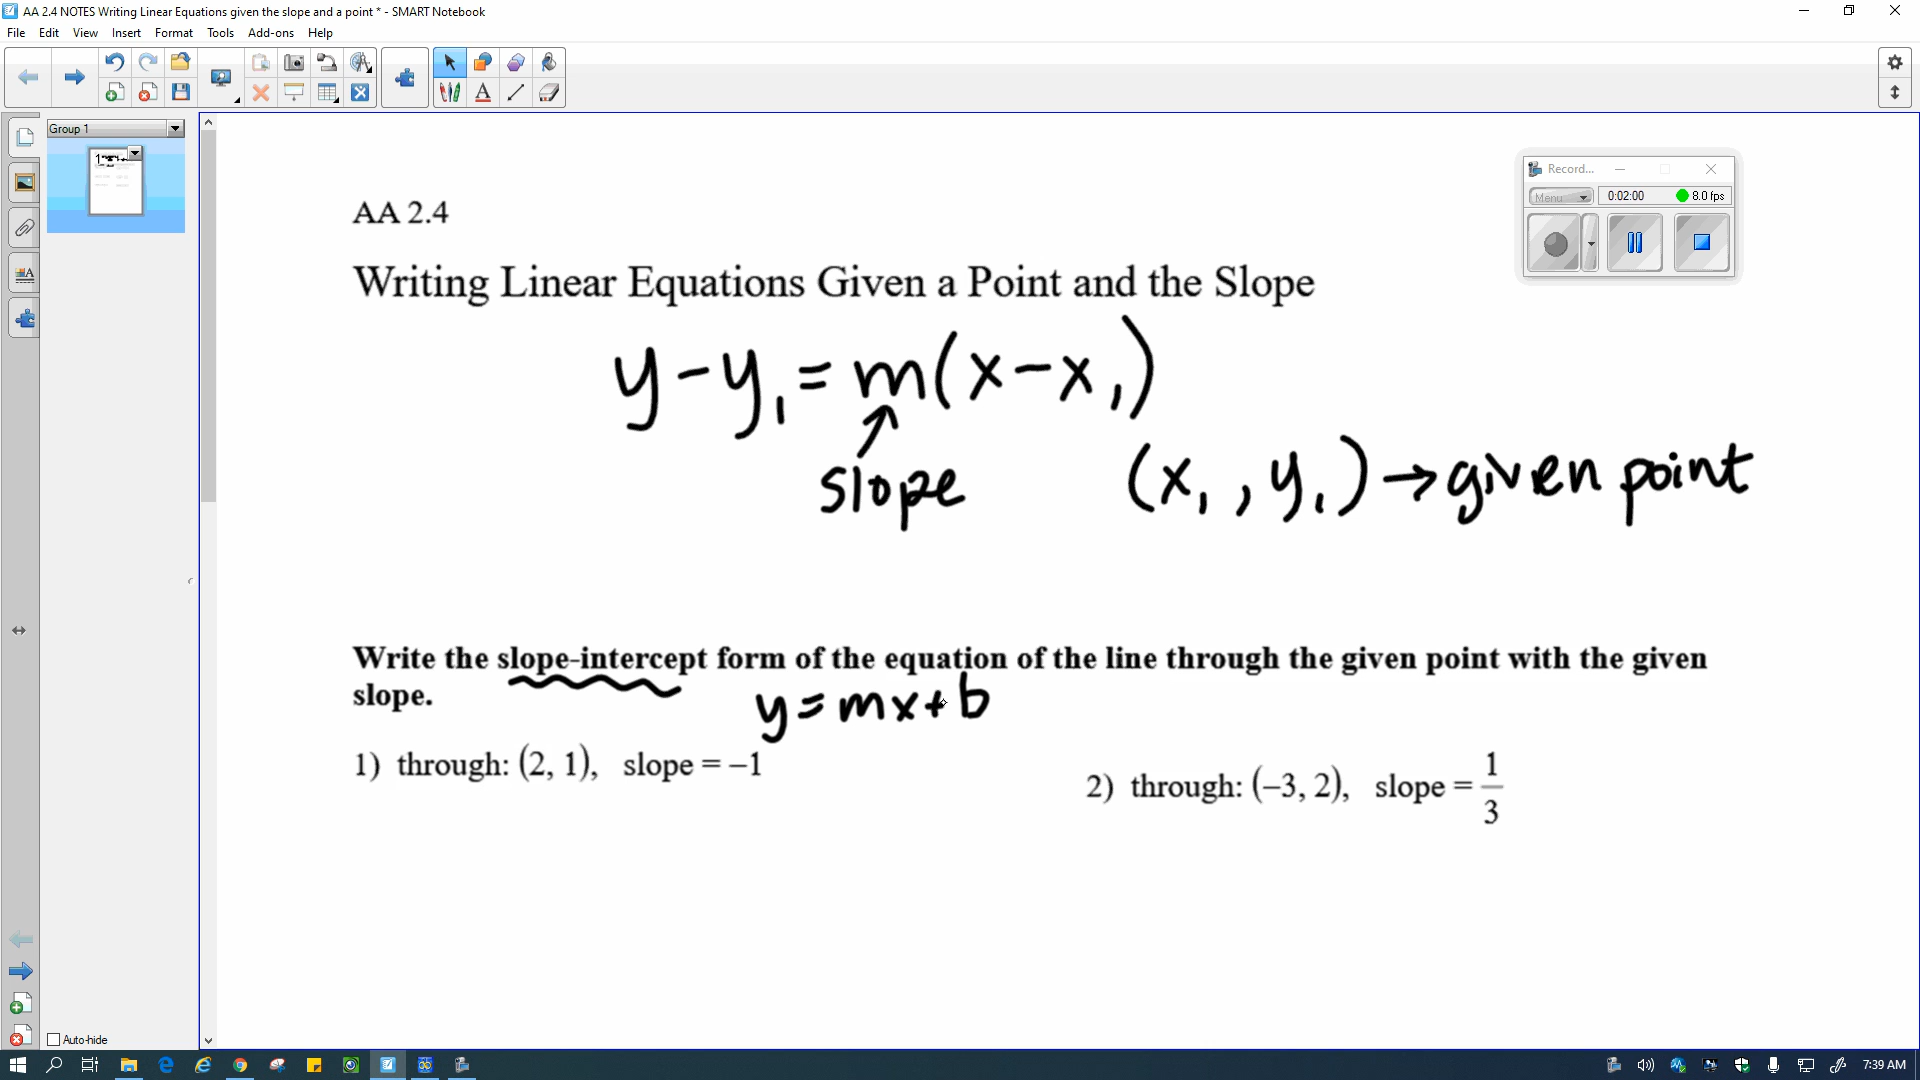 AA 2.4 NOTES Writing Linear Equations given the slope and a point * - SMART Notebook
File Edit View Insert Format Tools Add-ons Help
Group 1
Record...
Menu 0:02:00 8.0 fps
AA 2.4
Writing Linear Equations Given a Point and the Slope
y - y₁ = m(x - x₁)
slope
(x₁, y₁) → given point
Write the slope-intercept form of the equation of the line through the given point with the given
slope.
y = mx + b
1) through: (2, 1), slope = –1
2) through: (–3, 2), slope = 1/3
Auto-hide
7:39 AM